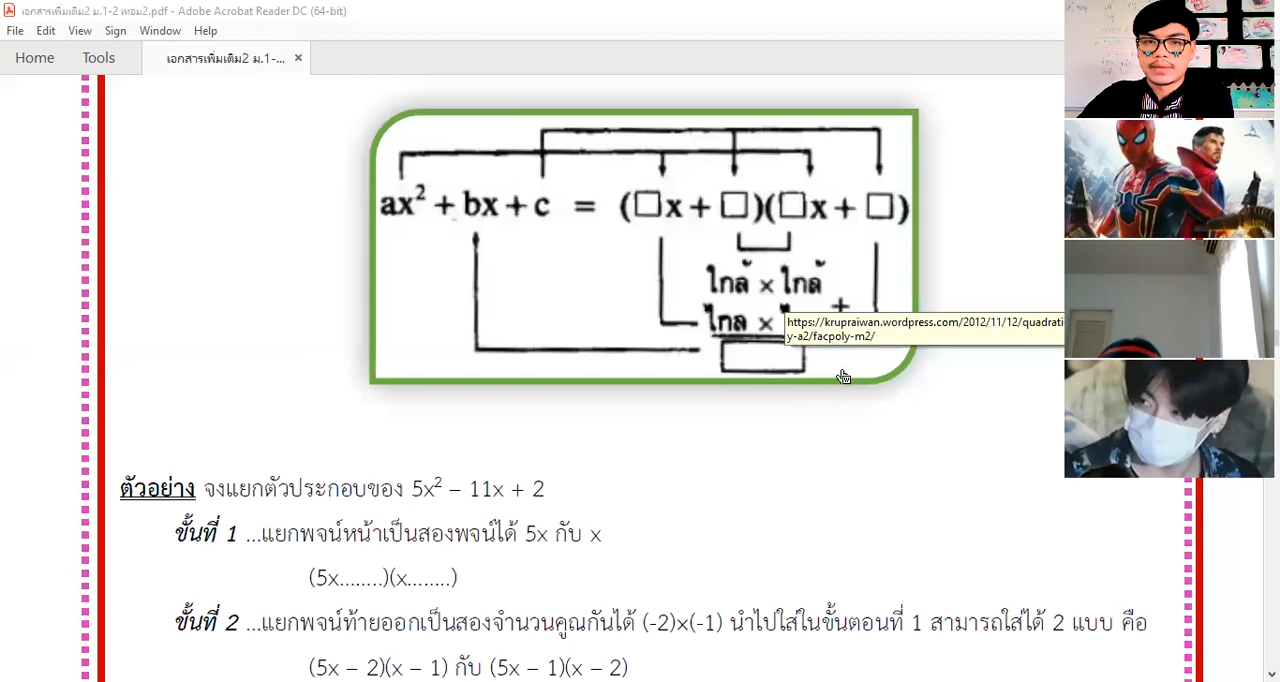 เอกสารเพิ่มเติม2 ม.1-2 เทอม2.pdf - Adobe Acrobat Reader DC (64-bit)
File Edit View Sign Window Help
Home Tools เอกสารเพิ่มเติม2 ม.1-... ×
ax² + bx + c = (□x + □)(□x + □)
ใกล้ × ใกล้
+
ไกล ×
https://krupraiwan.wordpress.com/2012/11/12/quadrati
y-a2/facpoly-m2/
ตัวอย่าง จงแยกตัวประกอบของ 5x² – 11x + 2
ขั้นที่ 1 ...แยกพจน์หน้าเป็นสองพจน์ได้ 5x กับ x
(5x........)(x........)
ขั้นที่ 2 ...แยกพจน์ท้ายออกเป็นสองจำนวนคูณกันได้ (-2)x(-1) นำไปใส่ในขั้นตอนที่ 1 สามารถใส่ได้ 2 แบบ คือ
(5x – 2)(x – 1) กับ (5x – 1)(x – 2)